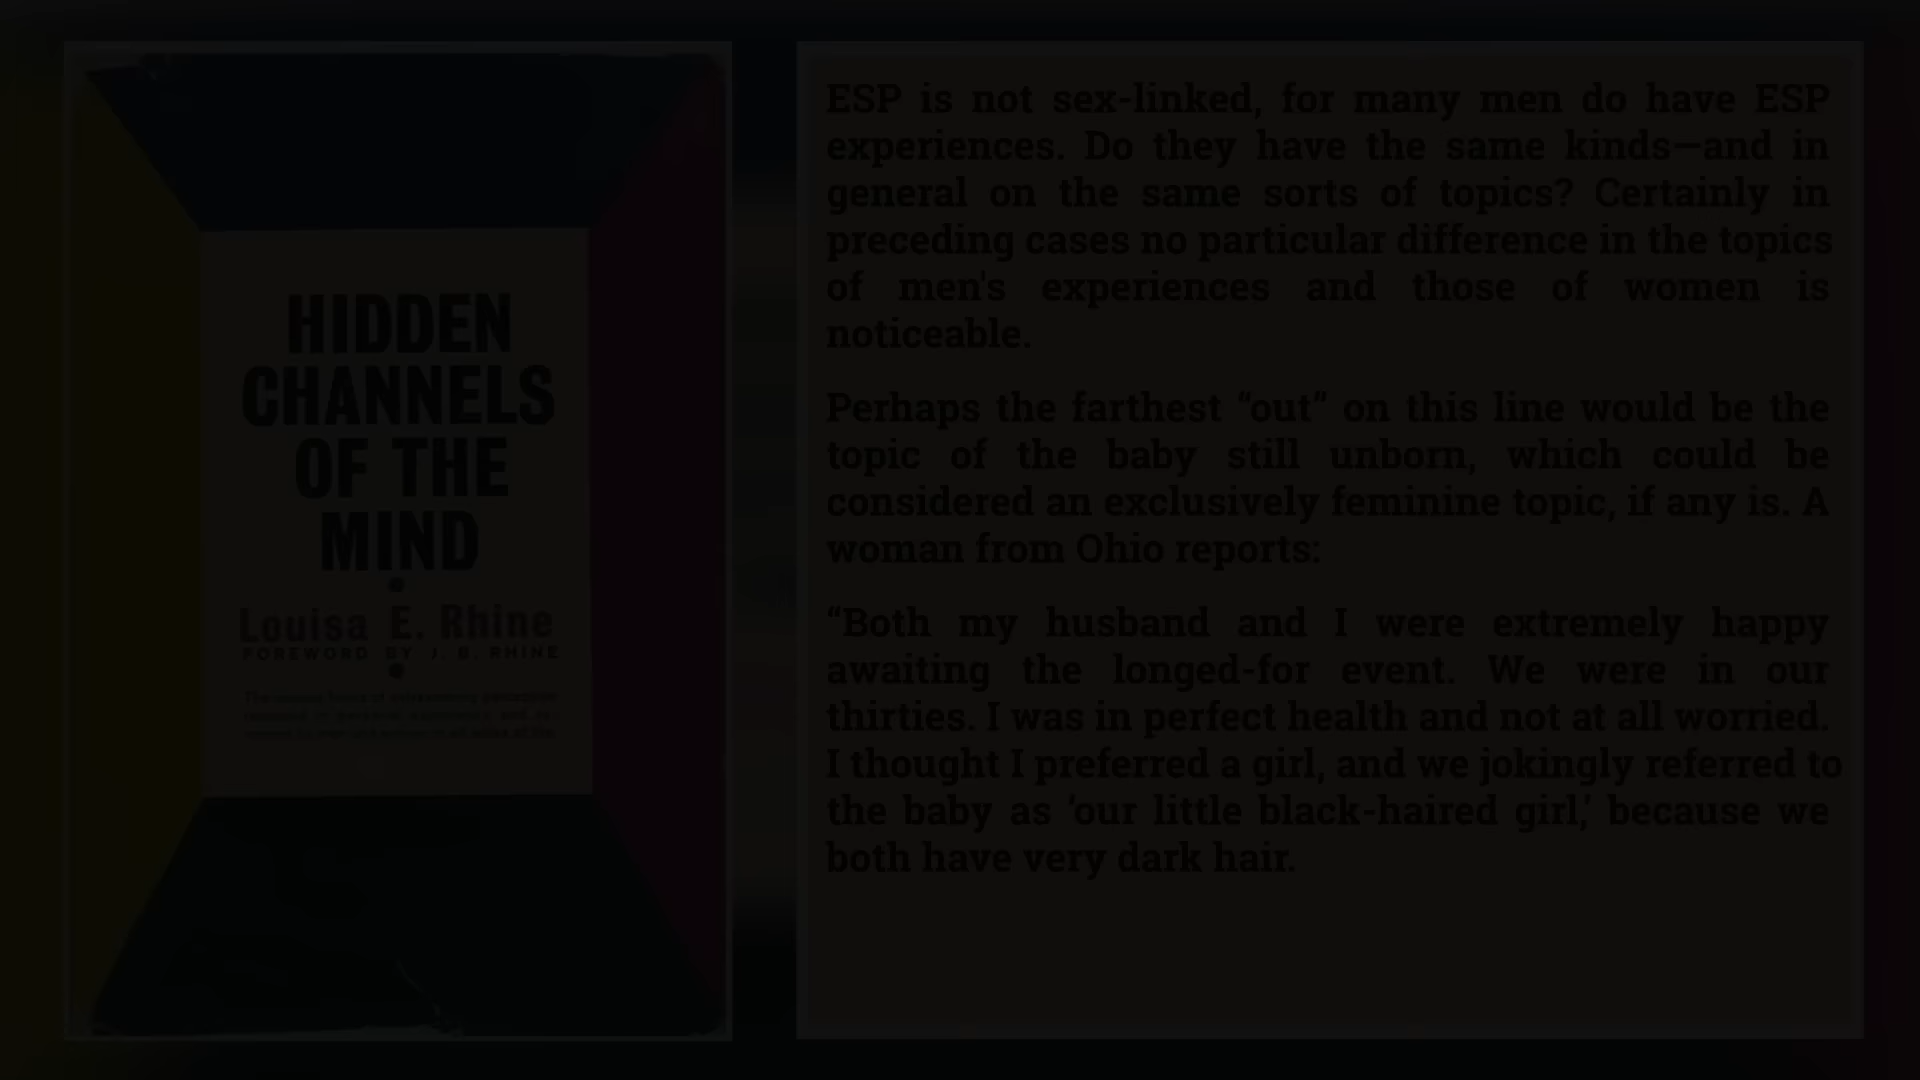 HIDDEN
CHANNELS
OF THE
MIND
Louisa E. Rhine
FOREWORD BY J. B. RHINE
ESP is not sex-linked, for many men do have ESP
experiences. Do they have the same kinds—and in
general on the same sorts of topics? Certainly in
preceding cases no particular difference in the topics
of men's experiences and those of women is
noticeable.
Perhaps the farthest “out” on this line would be the
topic of the baby still unborn, which could be
considered an exclusively feminine topic, if any is. A
woman from Ohio reports:
“Both my husband and I were extremely happy
awaiting the longed-for event. We were in our
thirties. I was in perfect health and not at all worried.
I thought I preferred a girl, and we jokingly referred to
the baby as ‘our little black-haired girl,’ because we
both have very dark hair.